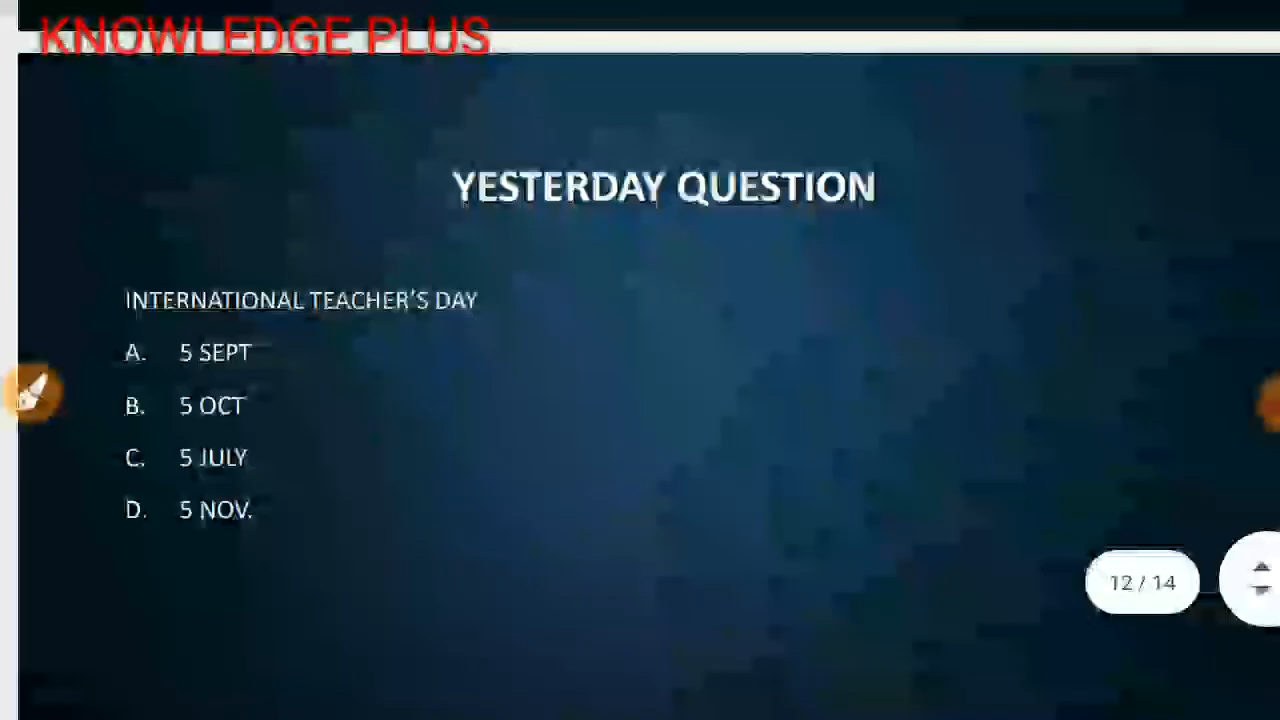 KNOWLEDGE PLUS
YESTERDAY QUESTION
INTERNATIONAL TEACHER'S DAY
A. 5 SEPT
B. 5 OCT
C. 5 JULY
D. 5 NOV.
12 / 14